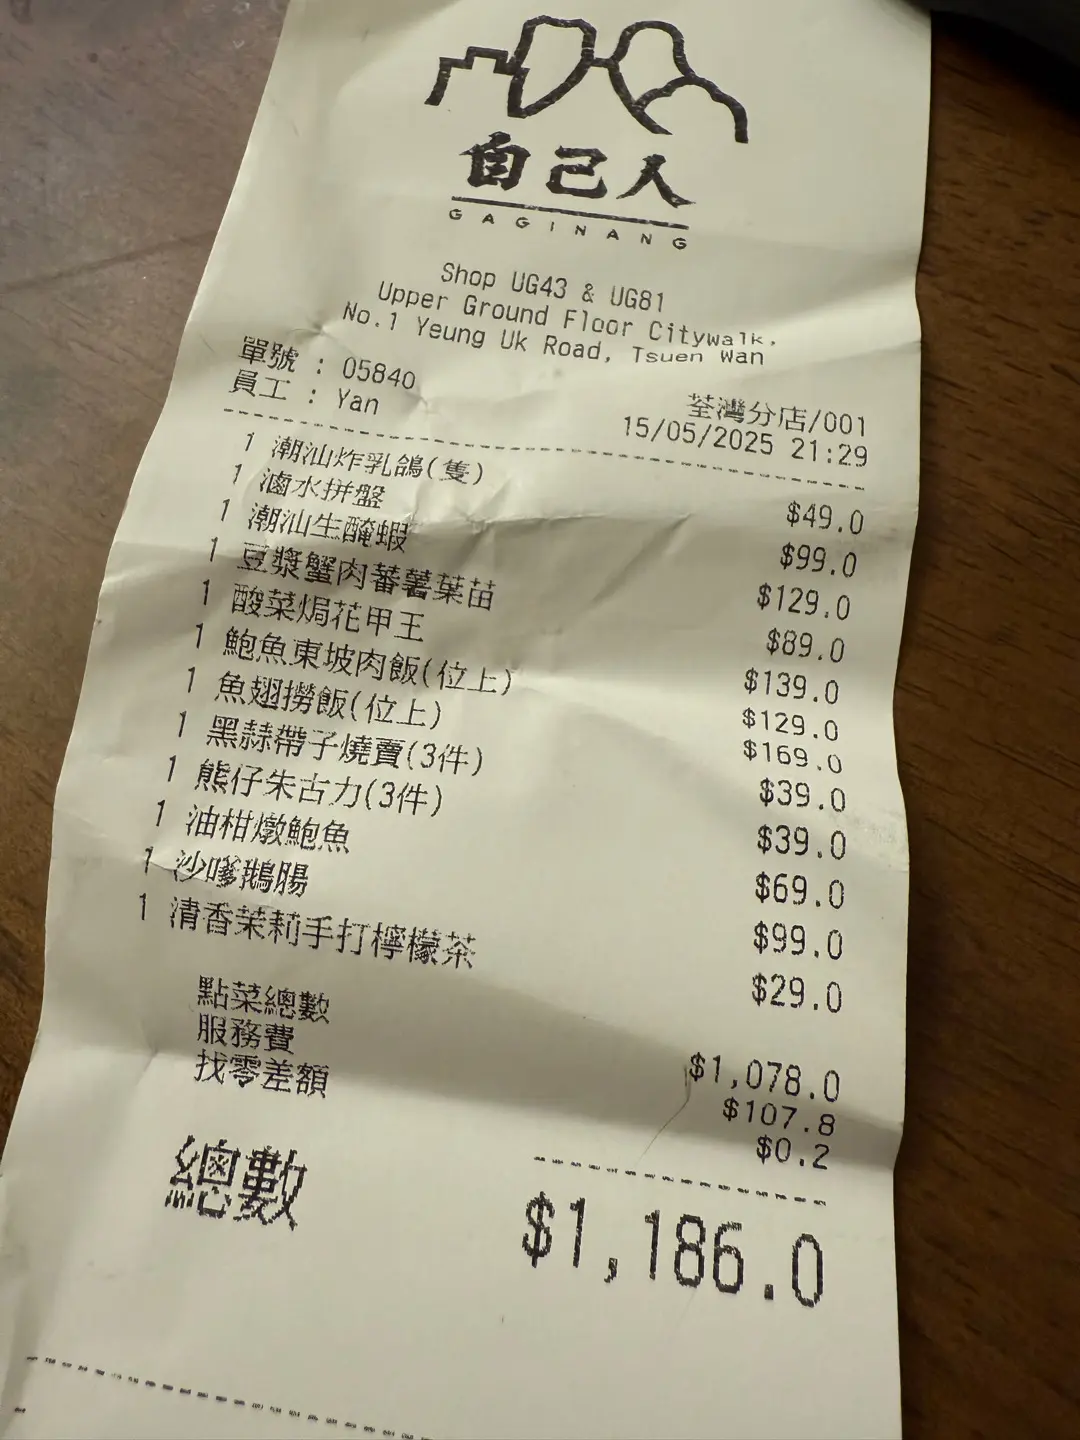 自己人
GAGINANG
Shop UG43 & UG81
Upper Ground Floor Citywalk,
No.1 Yeung Uk Road, Tsuen Wan
單號 : 05840 荃灣分店/001
員工 : Yan 15/05/2025 21:29
1 潮汕炸乳鴿(隻) $49.0
1 滷水拼盤 $99.0
1 潮汕生醃蝦 $129.0
1 豆漿蟹肉蕃薯葉苗 $89.0
1 酸菜焗花甲王 $139.0
1 鮑魚東坡肉飯(位上) $129.0
1 魚翅撈飯(位上) $169.0
1 黑蒜帶子燒賣(3件) $39.0
1 熊仔朱古力(3件) $39.0
1 油柑燉鮑魚 $69.0
1 沙嗲鵝腸 $99.0
1 清香茉莉手打檸檬茶 $29.0
點菜總數 $1,078.0
服務費 $107.8
找零差額 $0.2
總數 $1,186.0